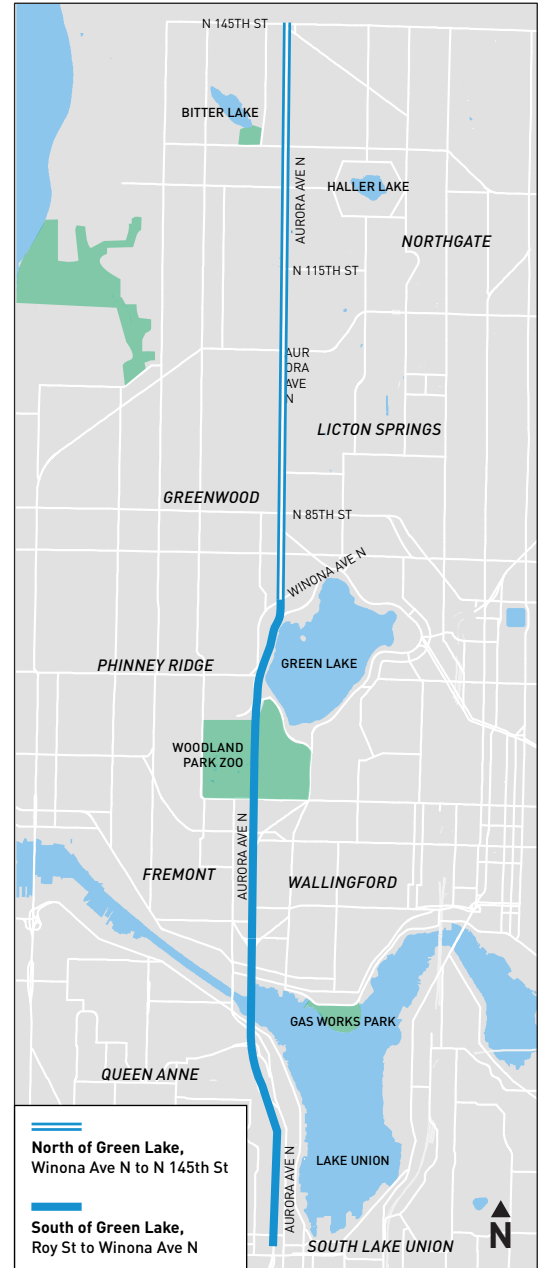 N 145TH ST
BITTER LAKE
HALLER LAKE
AURORA AVE N
NORTHGATE
N 115TH ST
AUR
ORA
AVE
N
LICTON SPRINGS
GREENWOOD
N 85TH ST
WINONA AVE N
GREEN LAKE
PHINNEY RIDGE
WOODLAND
PARK ZOO
AURORA AVE N
FREMONT
WALLINGFORD
GAS WORKS PARK
QUEEN ANNE
LAKE UNION
AURORA AVE N
SOUTH LAKE UNION
N
North of Green Lake,
Winona Ave N to N 145th St
South of Green Lake,
Roy St to Winona Ave N